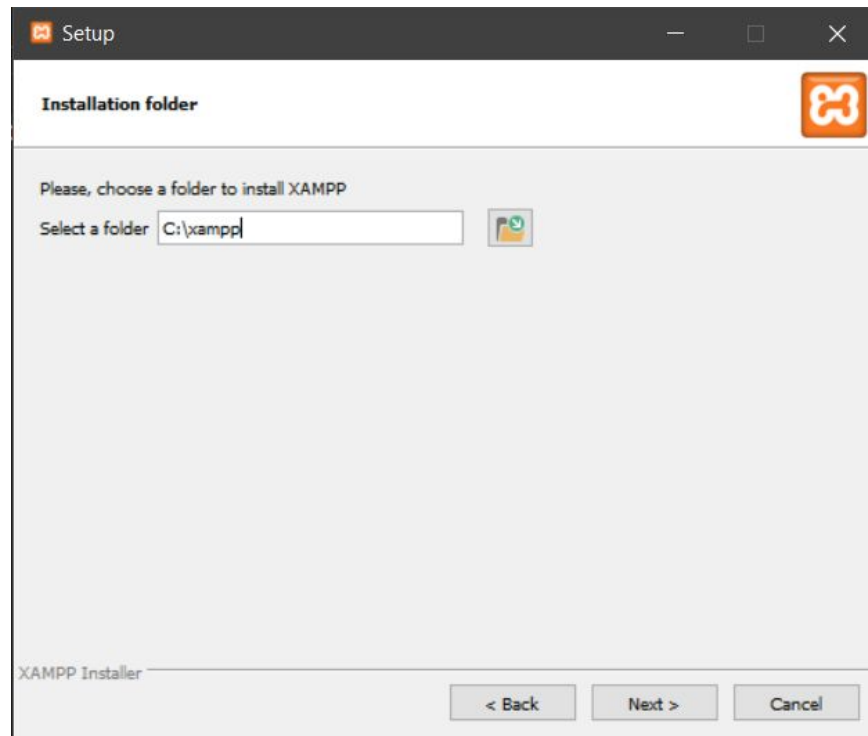 Setup
Installation folder
Please, choose a folder to install XAMPP
Select a folder C:\xampp
XAMPP Installer
< Back Next > Cancel